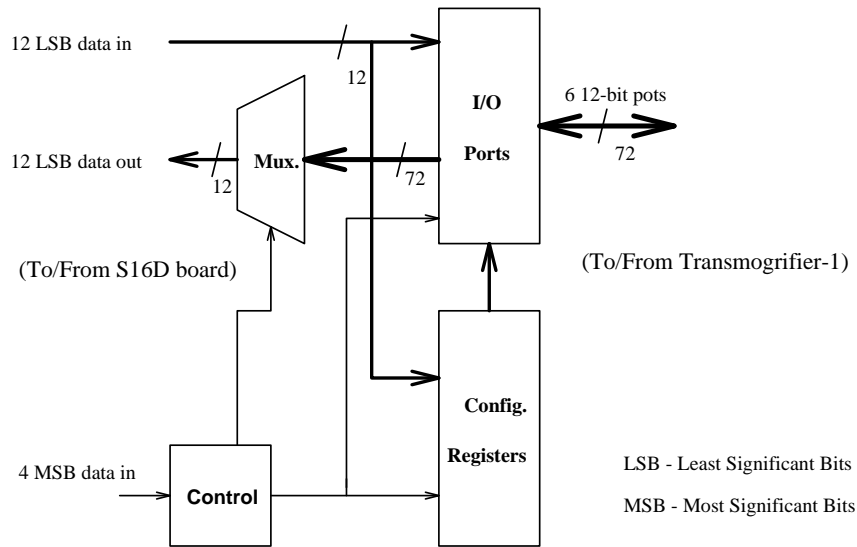 12 LSB data in
12
I/O
Ports
6 12-bit pots
72
12 LSB data out
12
Mux.
72
(To/From S16D board)
(To/From Transmogrifier-1)
Config.
Registers
4 MSB data in
Control
LSB - Least Significant Bits
MSB - Most Significant Bits